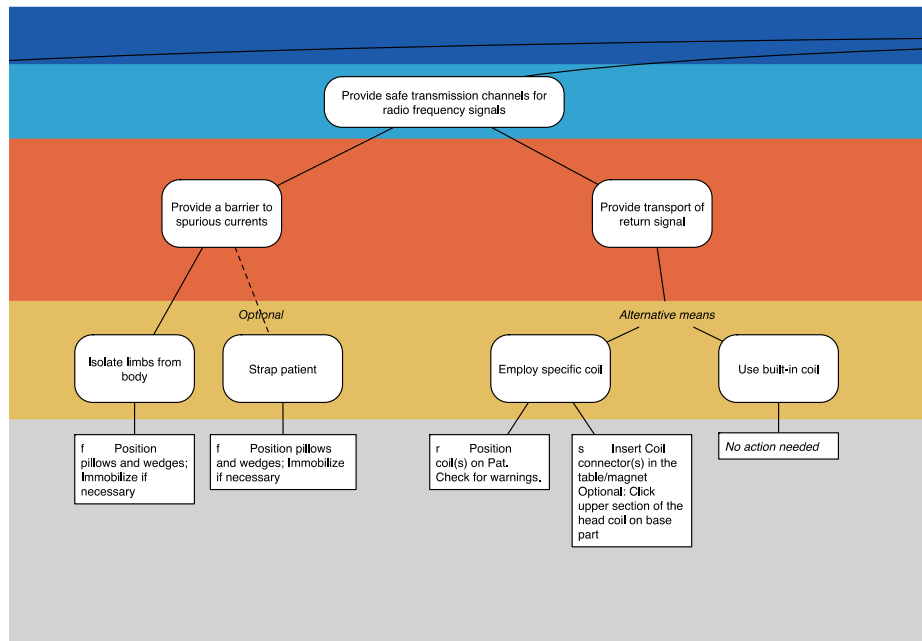 Provide safe transmission channels for
radio frequency signals
Provide a barrier to
spurious currents
Provide transport of
return signal
Optional
Alternative means
Isolate limbs from
body
Strap patient
Employ specific coil
Use built-in coil
f Position
pillows and wedges;
Immobilize if
necessary
f Position pillows
and wedges; Immobilize
if necessary
r Position
coil(s) on Pat.
Check for warnings.
s Insert Coil
connector(s) in the
table/magnet
Optional: Click
upper section of the
head coil on base
part
No action needed